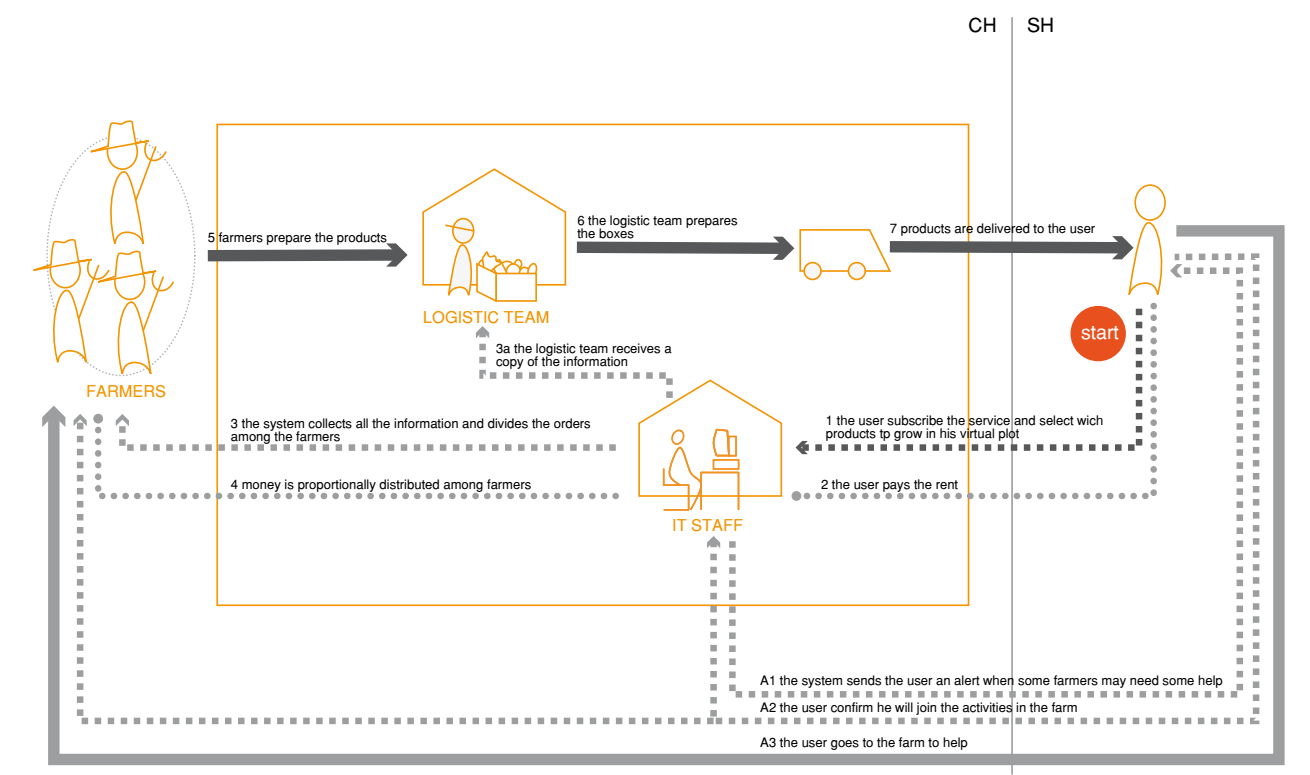 CH
SH
5 farmers prepare the products
6 the logistic team prepares
the boxes
7 products are delivered to the user
LOGISTIC TEAM
start
3a the logistic team receives a
copy of the information
FARMERS
3 the system collects all the information and divides the orders
among the farmers
1 the user subscribe the service and select wich
products tp grow in his virtual plot
4 money is proportionally distributed among farmers
2 the user pays the rent
IT STAFF
A1 the system sends the user an alert when some farmers may need some help
A2 the user confirm he will join the activities in the farm
A3 the user goes to the farm to help